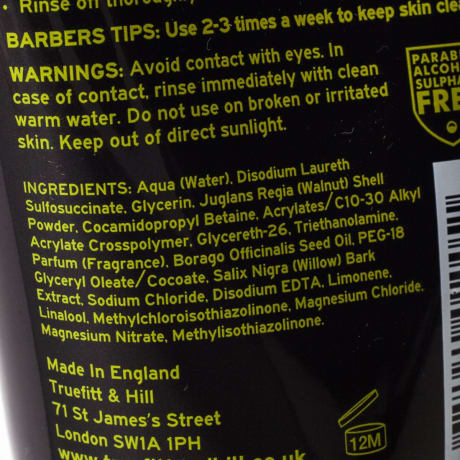 • Rinse off thoroughly
BARBERS TIPS: Use 2-3 times a week to keep skin
WARNINGS: Avoid contact with eyes. In
case of contact, rinse immediately with clean
warm water. Do not use on broken or irritated
skin. Keep out of direct sunlight.
PARAB
ALCOHO
SULPHA
FRE
INGREDIENTS: Aqua (Water), Disodium Laureth
Sulfosuccinate, Glycerin, Juglans Regia (Walnut) Shell
Powder, Cocamidopropyl Betaine, Acrylates/C10-30 Alkyl
Acrylate Crosspolymer, Glycereth-26, Triethanolamine,
Parfum (Fragrance), Borago Officinalis Seed Oil, PEG-18
Glyceryl Oleate/Cocoate, Salix Nigra (Willow) Bark
Extract, Sodium Chloride, Disodium EDTA, Limonene,
Linalool, Methylchloroisothiazolinone, Magnesium Chloride,
Magnesium Nitrate, Methylisothiazolinone.
Made In England
Truefitt & Hill
71 St James's Street
London SW1A 1PH
12M